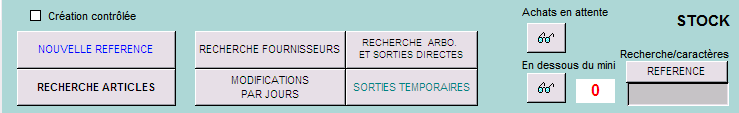 Création contrôlée
Achats en attente
STOCK
NOUVELLE REFERENCE
RECHERCHE FOURNISSEURS
RECHERCHE ARBO.
ET SORTIES DIRECTES
En dessous du mini
Recherche/caractères
REFERENCE
RECHERCHE ARTICLES
MODIFICATIONS
PAR JOURS
SORTIES TEMPORAIRES
0